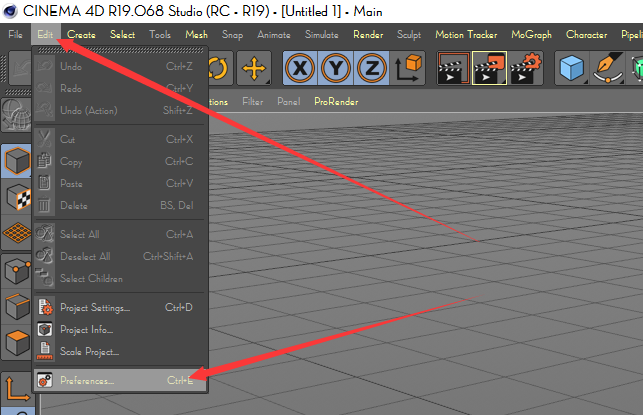 CINEMA 4D R19.068 Studio (RC - R19) - [Untitled 1] - Main
File Edit Create Select Tools Mesh Snap Animate Simulate Render Sculpt Motion Tracker MoGraph Character Pipel
Undo Ctrl+Z
Redo Ctrl+Y
Undo (Action) Shift+Z
Cut Ctrl+X
Copy Ctrl+C
Paste Ctrl+V
Delete BS, Del
Select All Ctrl+A
Deselect All Ctrl+Shift+A
Select Children
Project Settings... Ctrl+D
Project Info...
Scale Project...
Preferences... Ctrl+E
X Y Z
tions Filter Panel ProRender